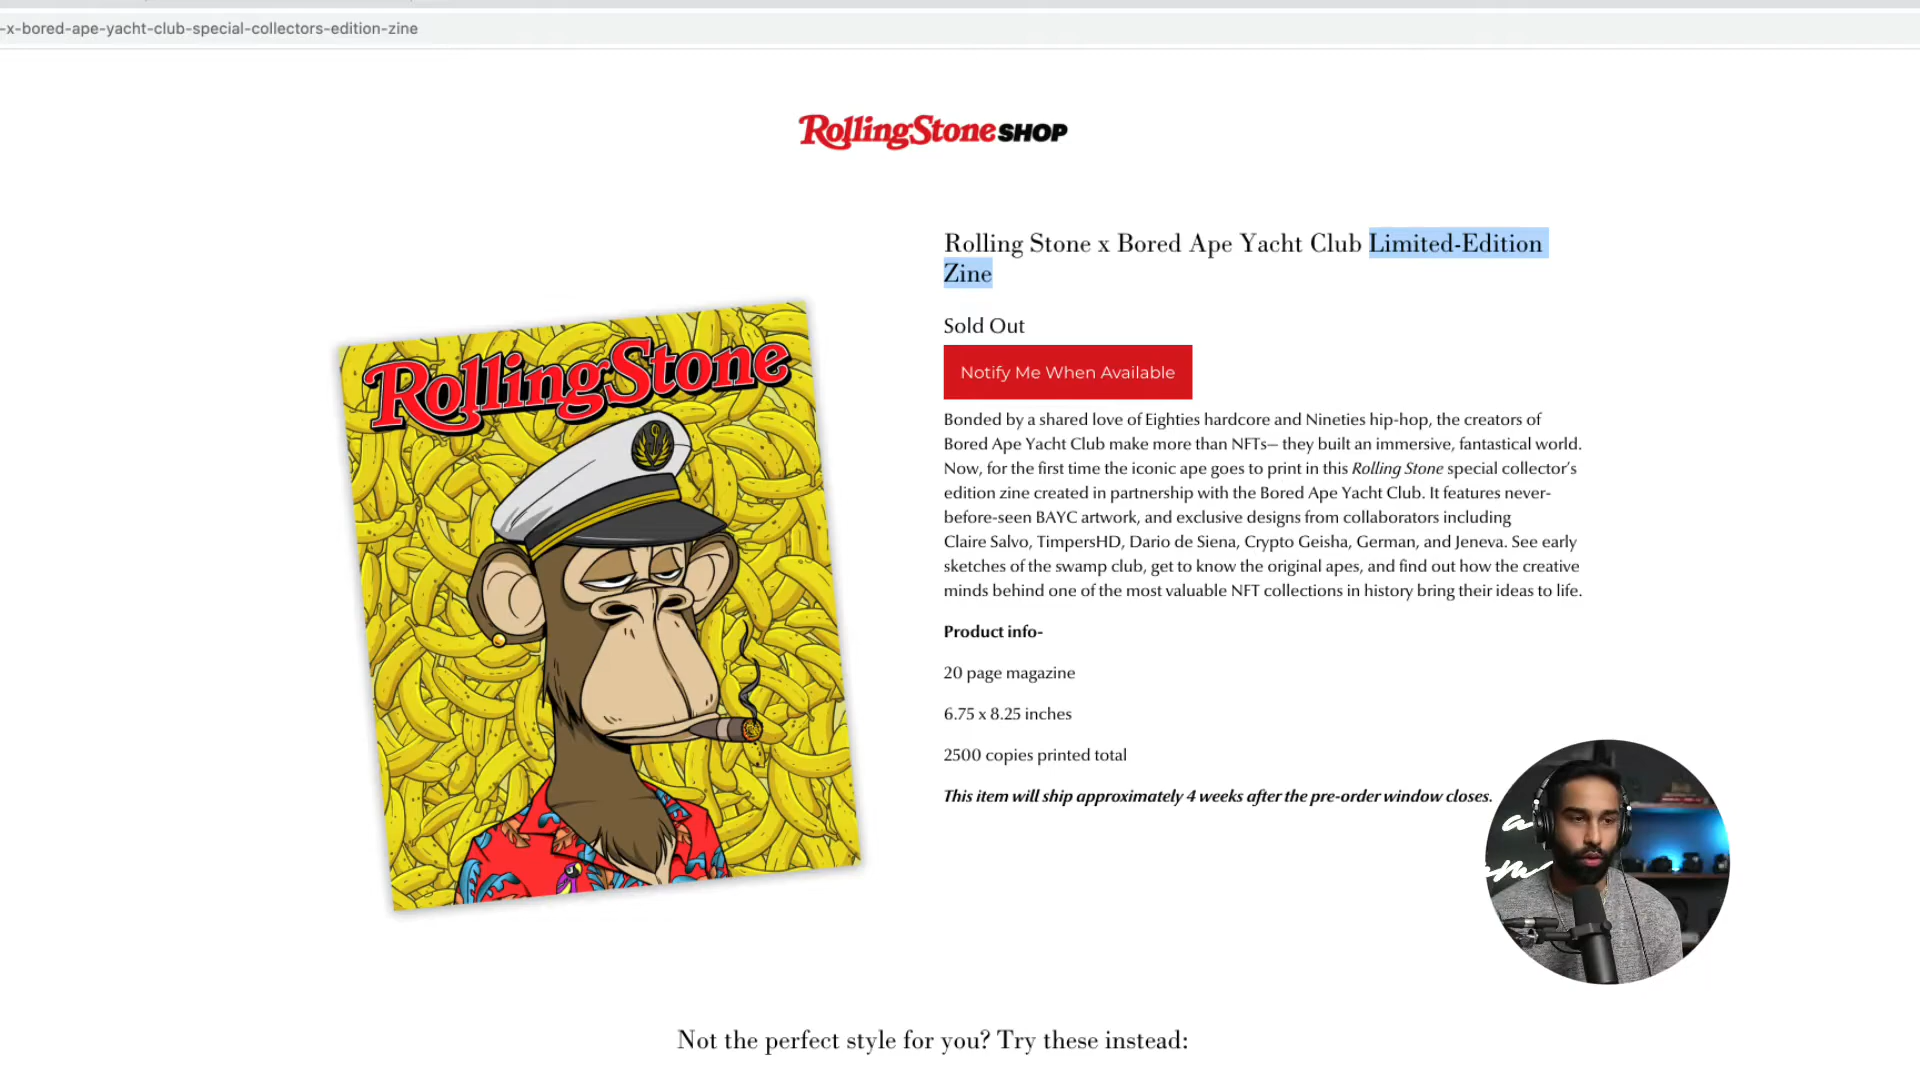 -x-bored-ape-yacht-club-special-collectors-edition-zine
RollingStone SHOP
Rolling Stone x Bored Ape Yacht Club Limited-Edition
Zine
Sold Out
Notify Me When Available
Bonded by a shared love of Eighties hardcore and Nineties hip-hop, the creators of
Bored Ape Yacht Club make more than NFTs— they built an immersive, fantastical world.
Now, for the first time the iconic ape goes to print in this Rolling Stone special collector's
edition zine created in partnership with the Bored Ape Yacht Club. It features never-
before-seen BAYC artwork, and exclusive designs from collaborators including
Claire Salvo, TimpersHD, Dario de Siena, Crypto Geisha, German, and Jeneva. See early
sketches of the swamp club, get to know the original apes, and find out how the creative
minds behind one of the most valuable NFT collections in history bring their ideas to life.
Product info-
20 page magazine
6.75 x 8.25 inches
2500 copies printed total
This item will ship approximately 4 weeks after the pre-order window closes.
RollingStone
Not the perfect style for you? Try these instead: